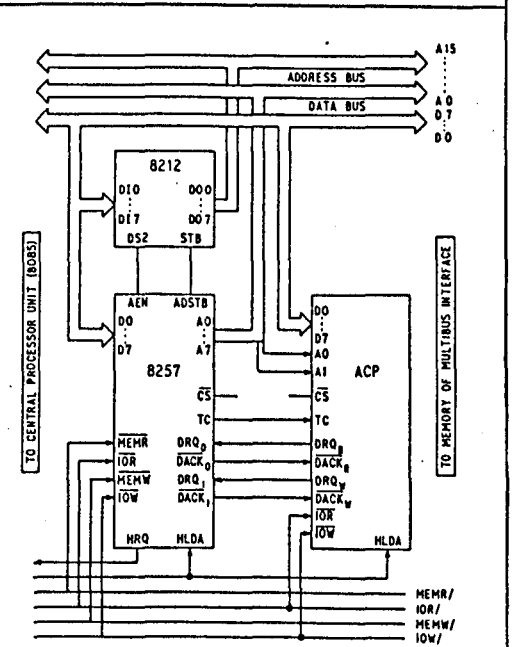 A15
ADDRESS BUS
A0
DATA BUS
D7
D0
8212
DI0 DO0
DI7 DO7
DS2 STB
AEN ADSTB
D0 A0
D7 A7
8257
CS
TC
MEMR DRQ0
IOR DACK0
MEMW DRQ1
IOW DACK1
HRQ HLDA
D0
D7
A0
A1 ACP
CS
TC
DRQR
DACKR
DRQW
DACKW
IOR
IOW
HLDA
MEMR/
IOR/
MEMW/
IOW/
TO CENTRAL PROCESSOR UNIT (8085)
TO MEMORY OF MULTIBUS INTERFACE